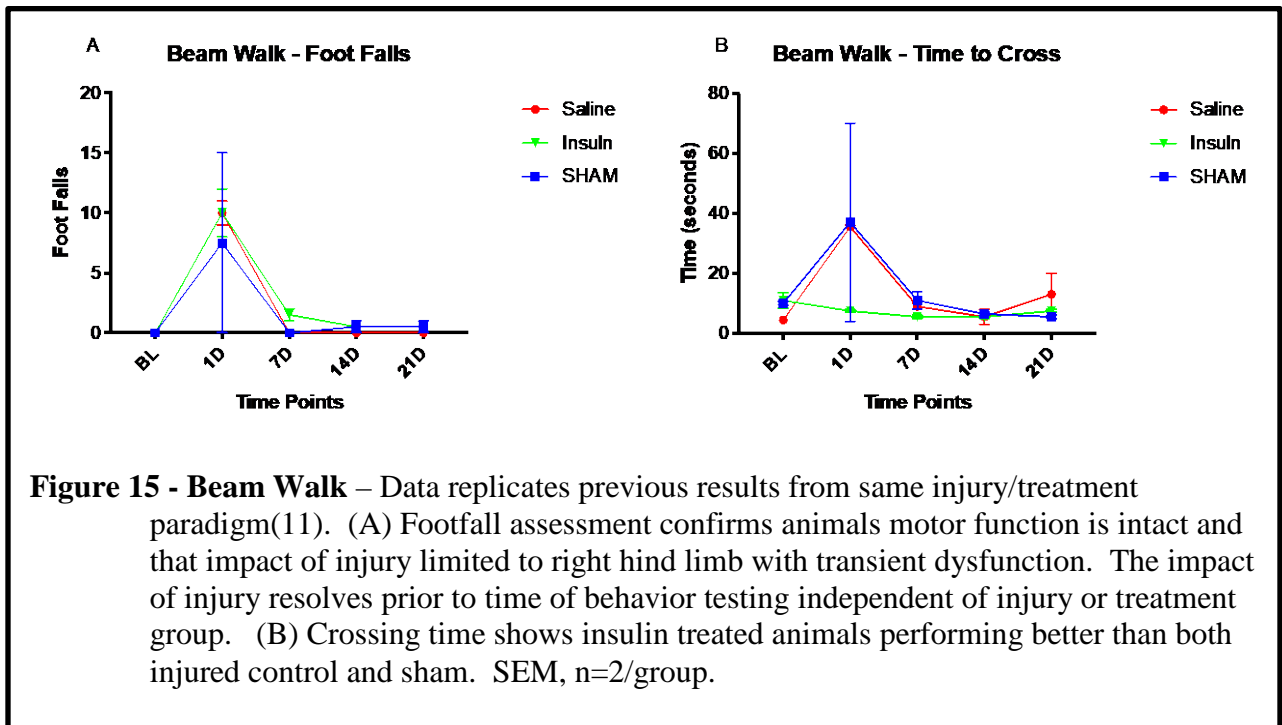 A
Beam Walk - Foot Falls
20
15
10
5
0
Foot Falls
BL
1D
7D
14D
21D
Time Points
Saline
Insuln
SHAM
B
Beam Walk - Time to Cross
80
60
40
20
0
Time (seconds)
BL
1D
7D
14D
21D
Time Points
Saline
Insuln
SHAM
Figure 15 - Beam Walk – Data replicates previous results from same injury/treatment
paradigm(11). (A) Footfall assessment confirms animals motor function is intact and
that impact of injury limited to right hind limb with transient dysfunction. The impact
of injury resolves prior to time of behavior testing independent of injury or treatment
group. (B) Crossing time shows insulin treated animals performing better than both
injured control and sham. SEM, n=2/group.